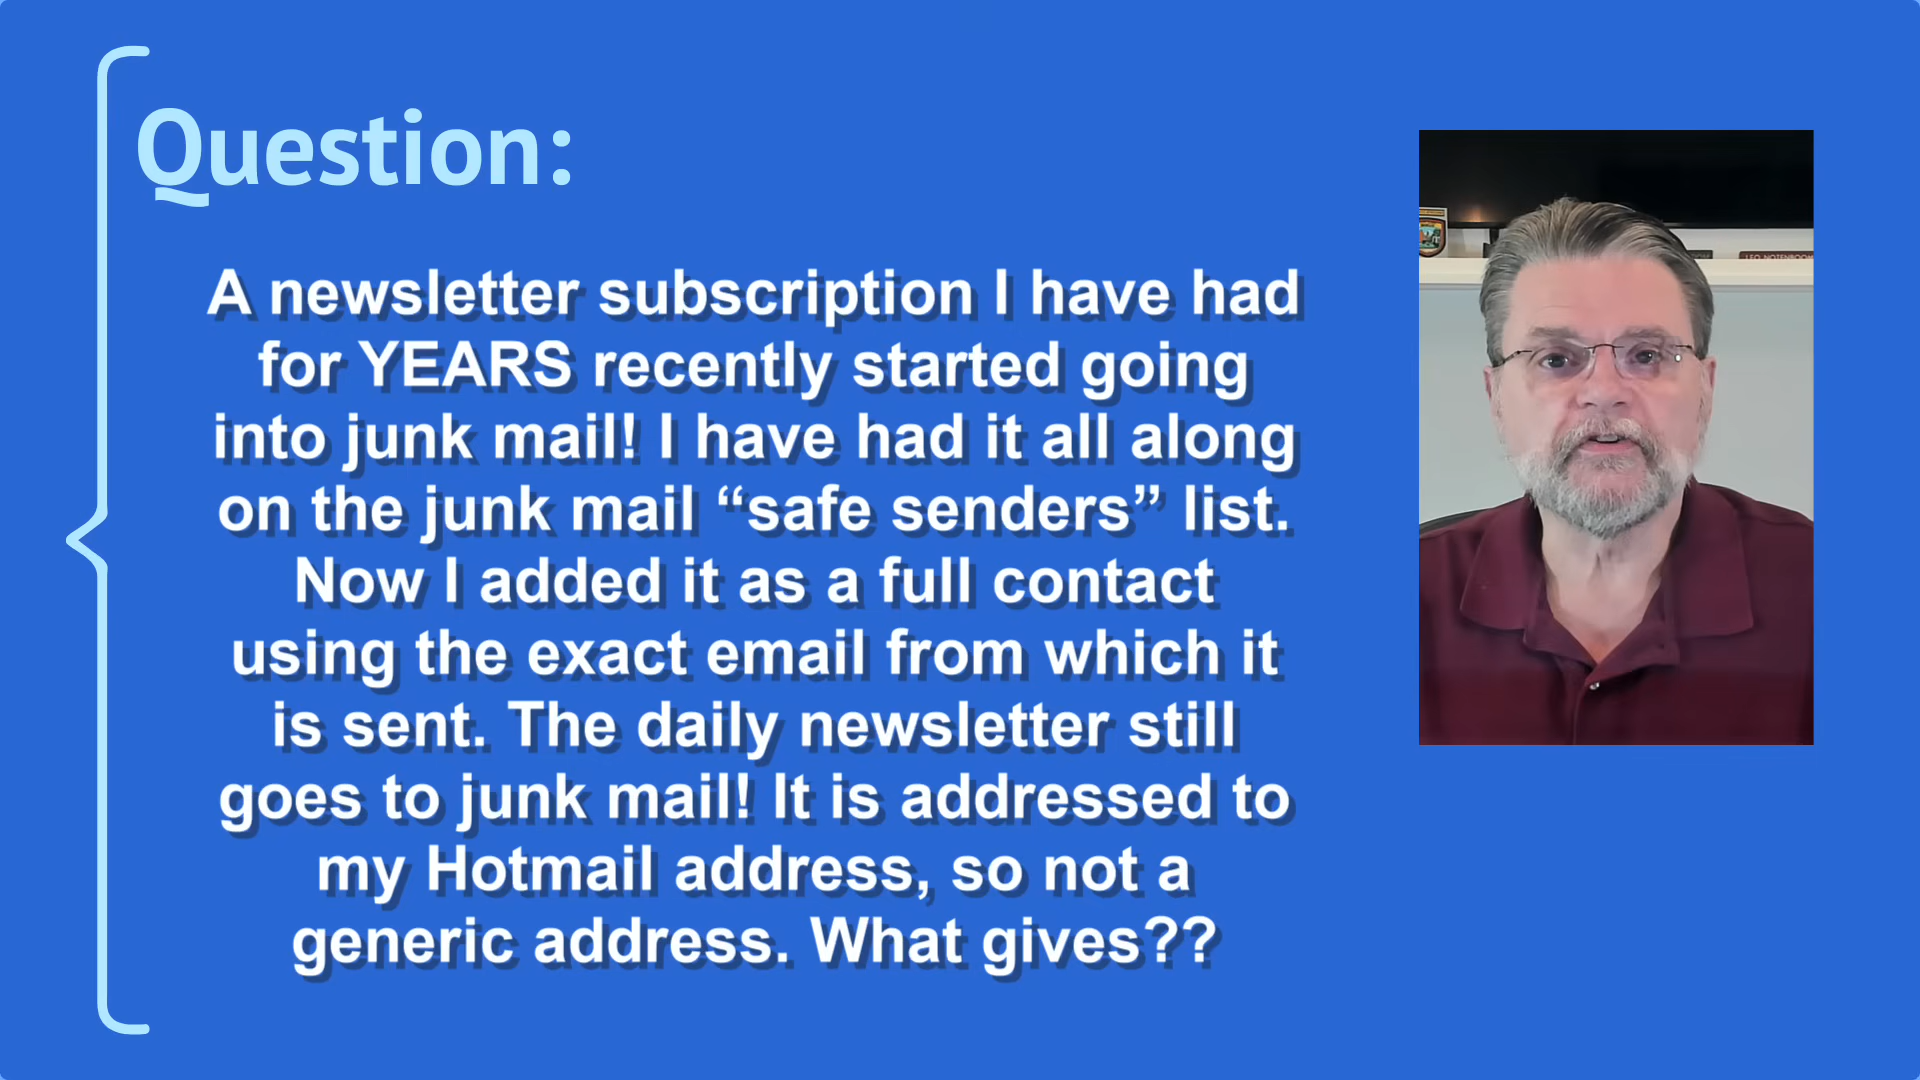 Question:
A newsletter subscription I have had
for YEARS recently started going
into junk mail! I have had it all along
on the junk mail “safe senders” list.
Now I added it as a full contact
using the exact email from which it
is sent. The daily newsletter still
goes to junk mail! It is addressed to
my Hotmail address, so not a
generic address. What gives??
LEO NOTENBOOM